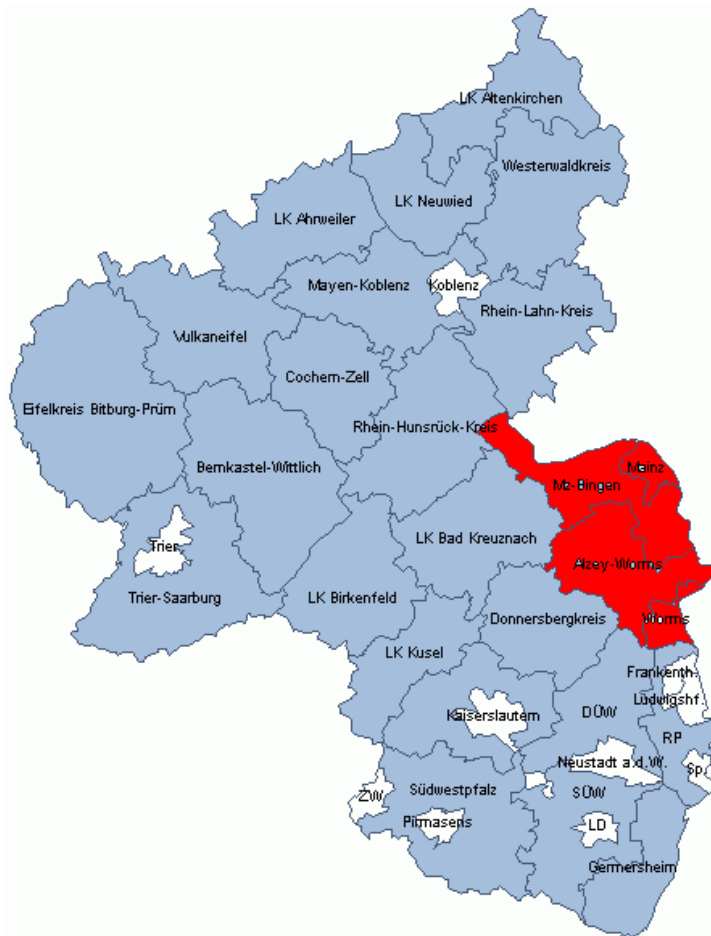 LK Altenkirchen
Westerwaldkreis
LK Neuwied
LK Ahrweiler
Mayen-Koblenz
Koblenz
Rhein-Lahn-Kreis
Vulkaneifel
Cochem-Zell
Eifelkreis Bitburg-Prüm
Rhein-Hunsrück-Kreis
Bernkastel-Wittlich
Mainz
Mz-Bingen
Trier
LK Bad Kreuznach
Alzey-Worms
Trier-Saarburg
LK Birkenfeld
Donnersbergkreis
Worms
LK Kusel
Frankenth.
Ludwigshf.
Kaiserslautern
DÜW
RP
Neustadt a.d.W.
Sp.
ZW
Südwestpfalz
SÜW
Pirmasens
LD
Germersheim